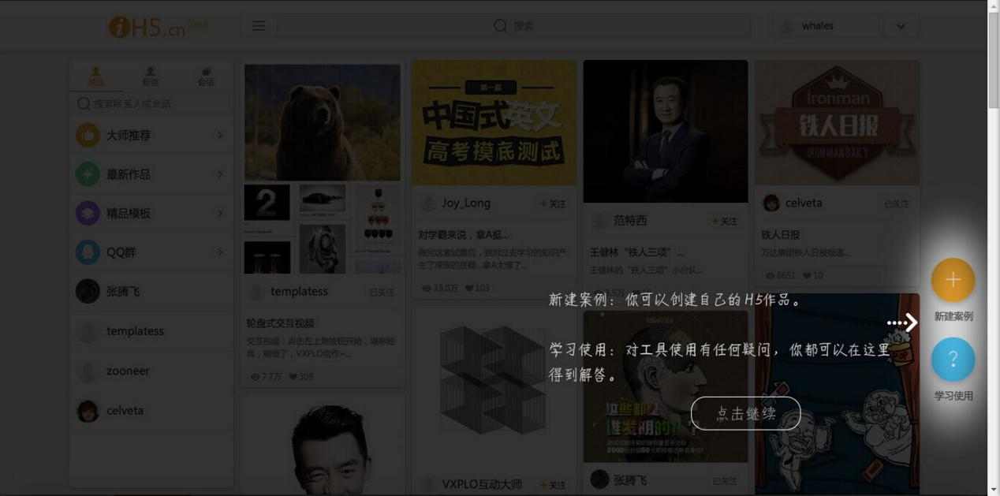 iH5.cn beta
搜索
whales
关注 粉丝 会话
搜索联系人或会话
大师推荐
最新作品
精品模板
QQ群
张腾飞
templatess
zooneer
celveta
2
templatess 已关注
轮盘式交互视频
交互视频：点击左上角按钮开始，堪称经
典，碉堡了，VXPLO创作~...
7.7万 309
第一届
中国式英文
高考摸底测试
Joy_Long +关注
对学霸来说，拿A挺...
做完这套试题后，我对过去学习的知识产
生了深深的质疑...拿A太难了...
33.0万 103
VXPLO互动大师 +关注
范特西 +关注
王健林“铁人三项”...
王健林的“铁人三项”小分队...
这些都是
谁发明的!
张腾飞 已关注
Ironman
铁人日报
IRONMANDAILY
celveta 已关注
铁人日报
万达集团铁人日报报道...
6651 10
POP
新建案例：你可以创建自己的H5作品。
学习使用：对工具使用有任何疑问，你都可以在这里
得到解答。
点击继续
新建案例
?
学习使用